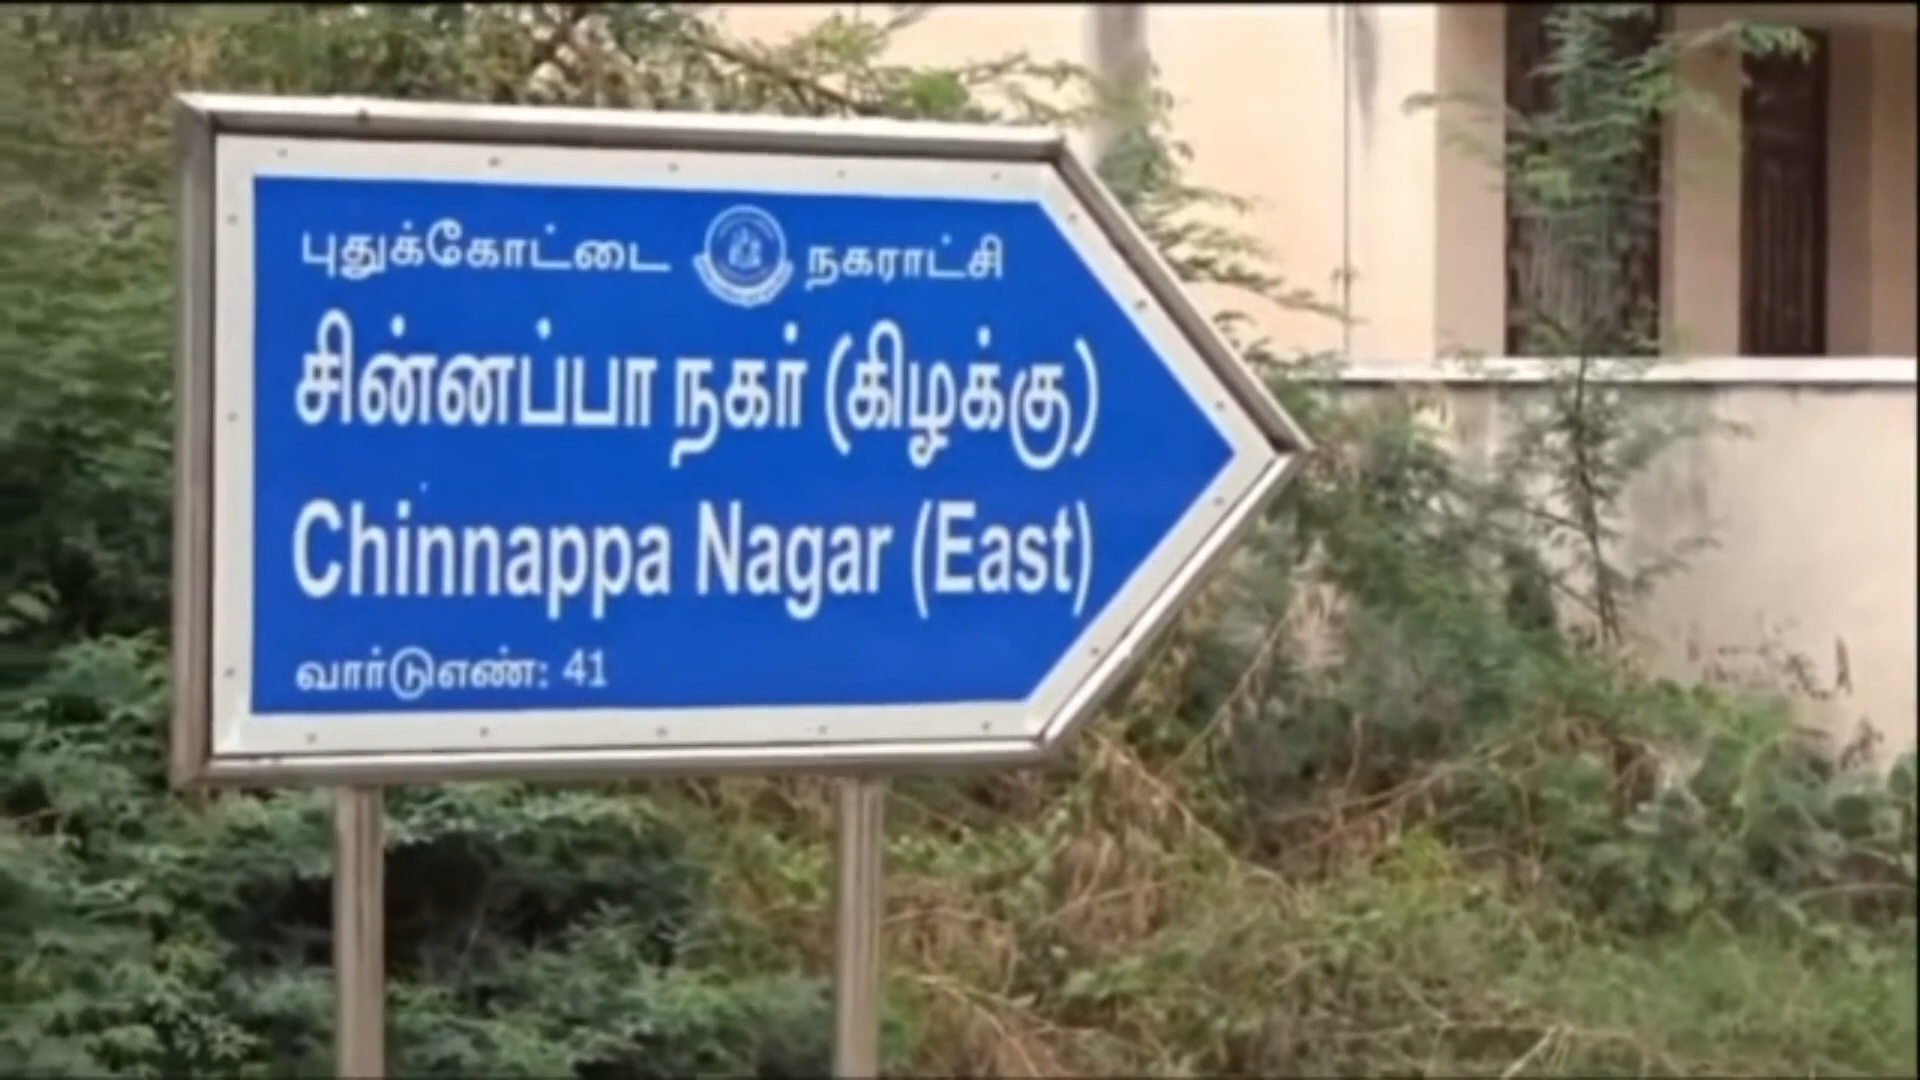 புதுக்கோட்டை நகராட்சி
சின்னப்பா நகர் (கிழக்கு)
Chinnappa Nagar (East)
வார்டுஎண்: 41